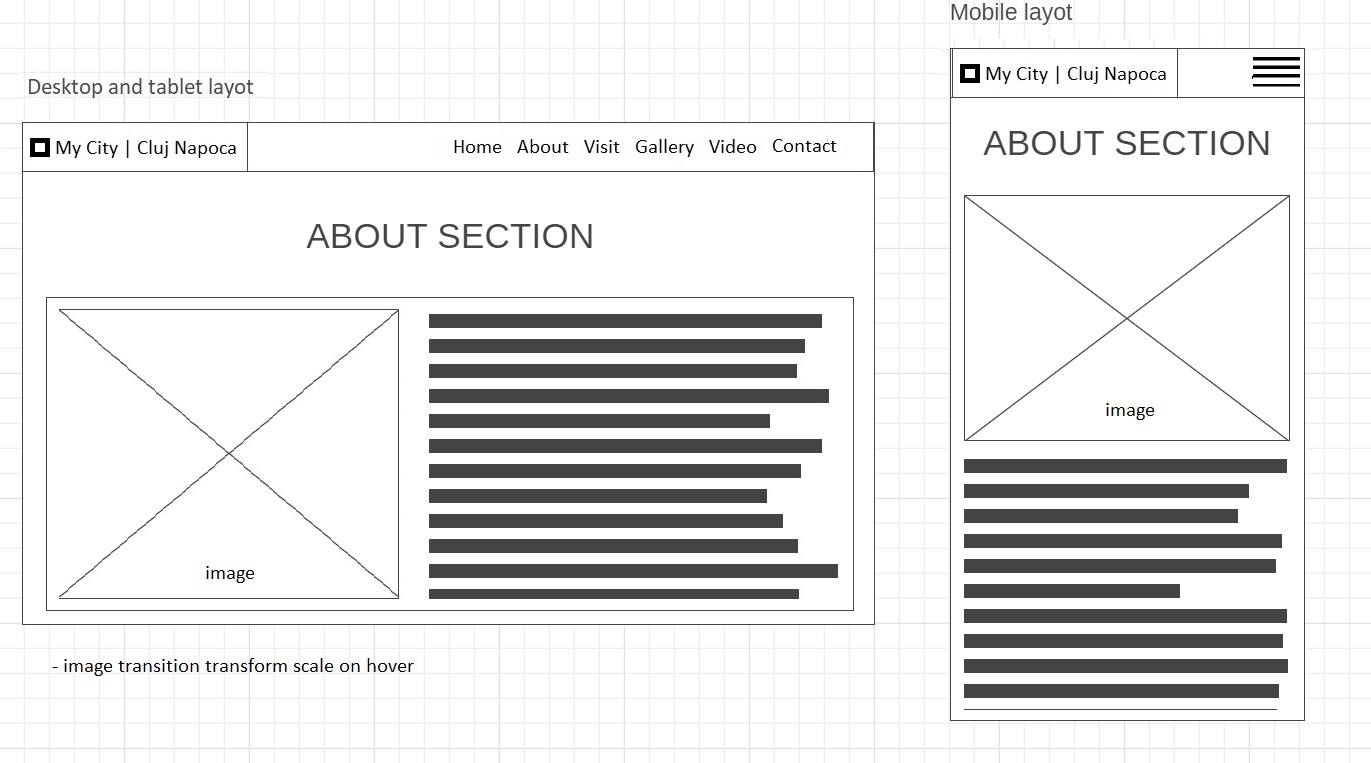 Mobile layot
Desktop and tablet layot
My City | Cluj Napoca
Home About Visit Gallery Video Contact
ABOUT SECTION
image
- image transition transform scale on hover
My City | Cluj Napoca
ABOUT SECTION
image